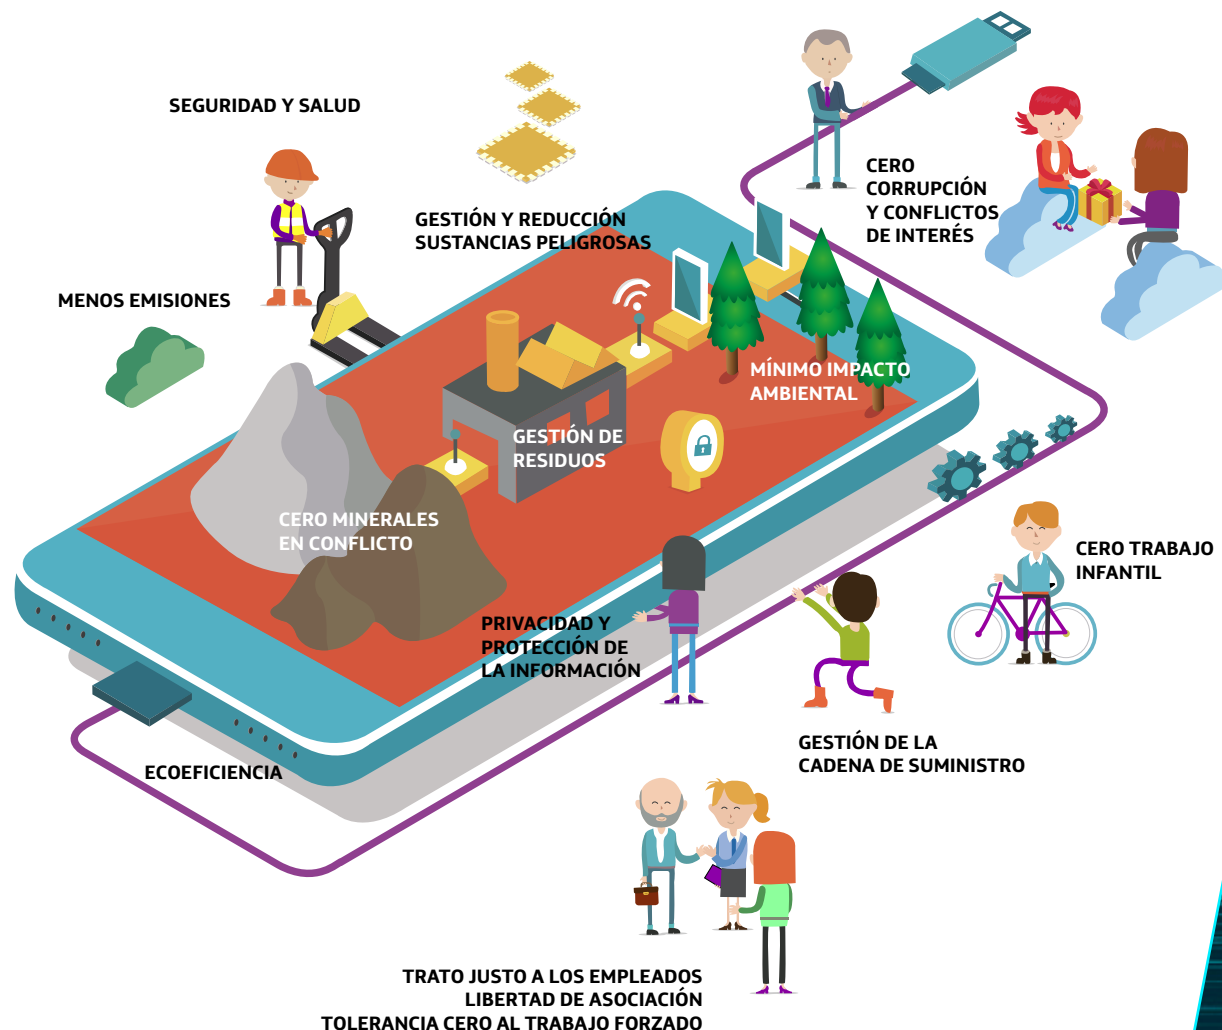 SEGURIDAD Y SALUD
GESTIÓN Y REDUCCIÓN
SUSTANCIAS PELIGROSAS
CERO
CORRUPCIÓN
Y CONFLICTOS
DE INTERÉS
MENOS EMISIONES
MÍNIMO IMPACTO
AMBIENTAL
GESTIÓN DE
RESIDUOS
CERO MINERALES
EN CONFLICTO
CERO TRABAJO
INFANTIL
PRIVACIDAD Y
PROTECCIÓN DE
LA INFORMACIÓN
GESTIÓN DE LA
CADENA DE SUMINISTRO
ECOEFICIENCIA
TRATO JUSTO A LOS EMPLEADOS
LIBERTAD DE ASOCIACIÓN
TOLERANCIA CERO AL TRABAJO FORZADO